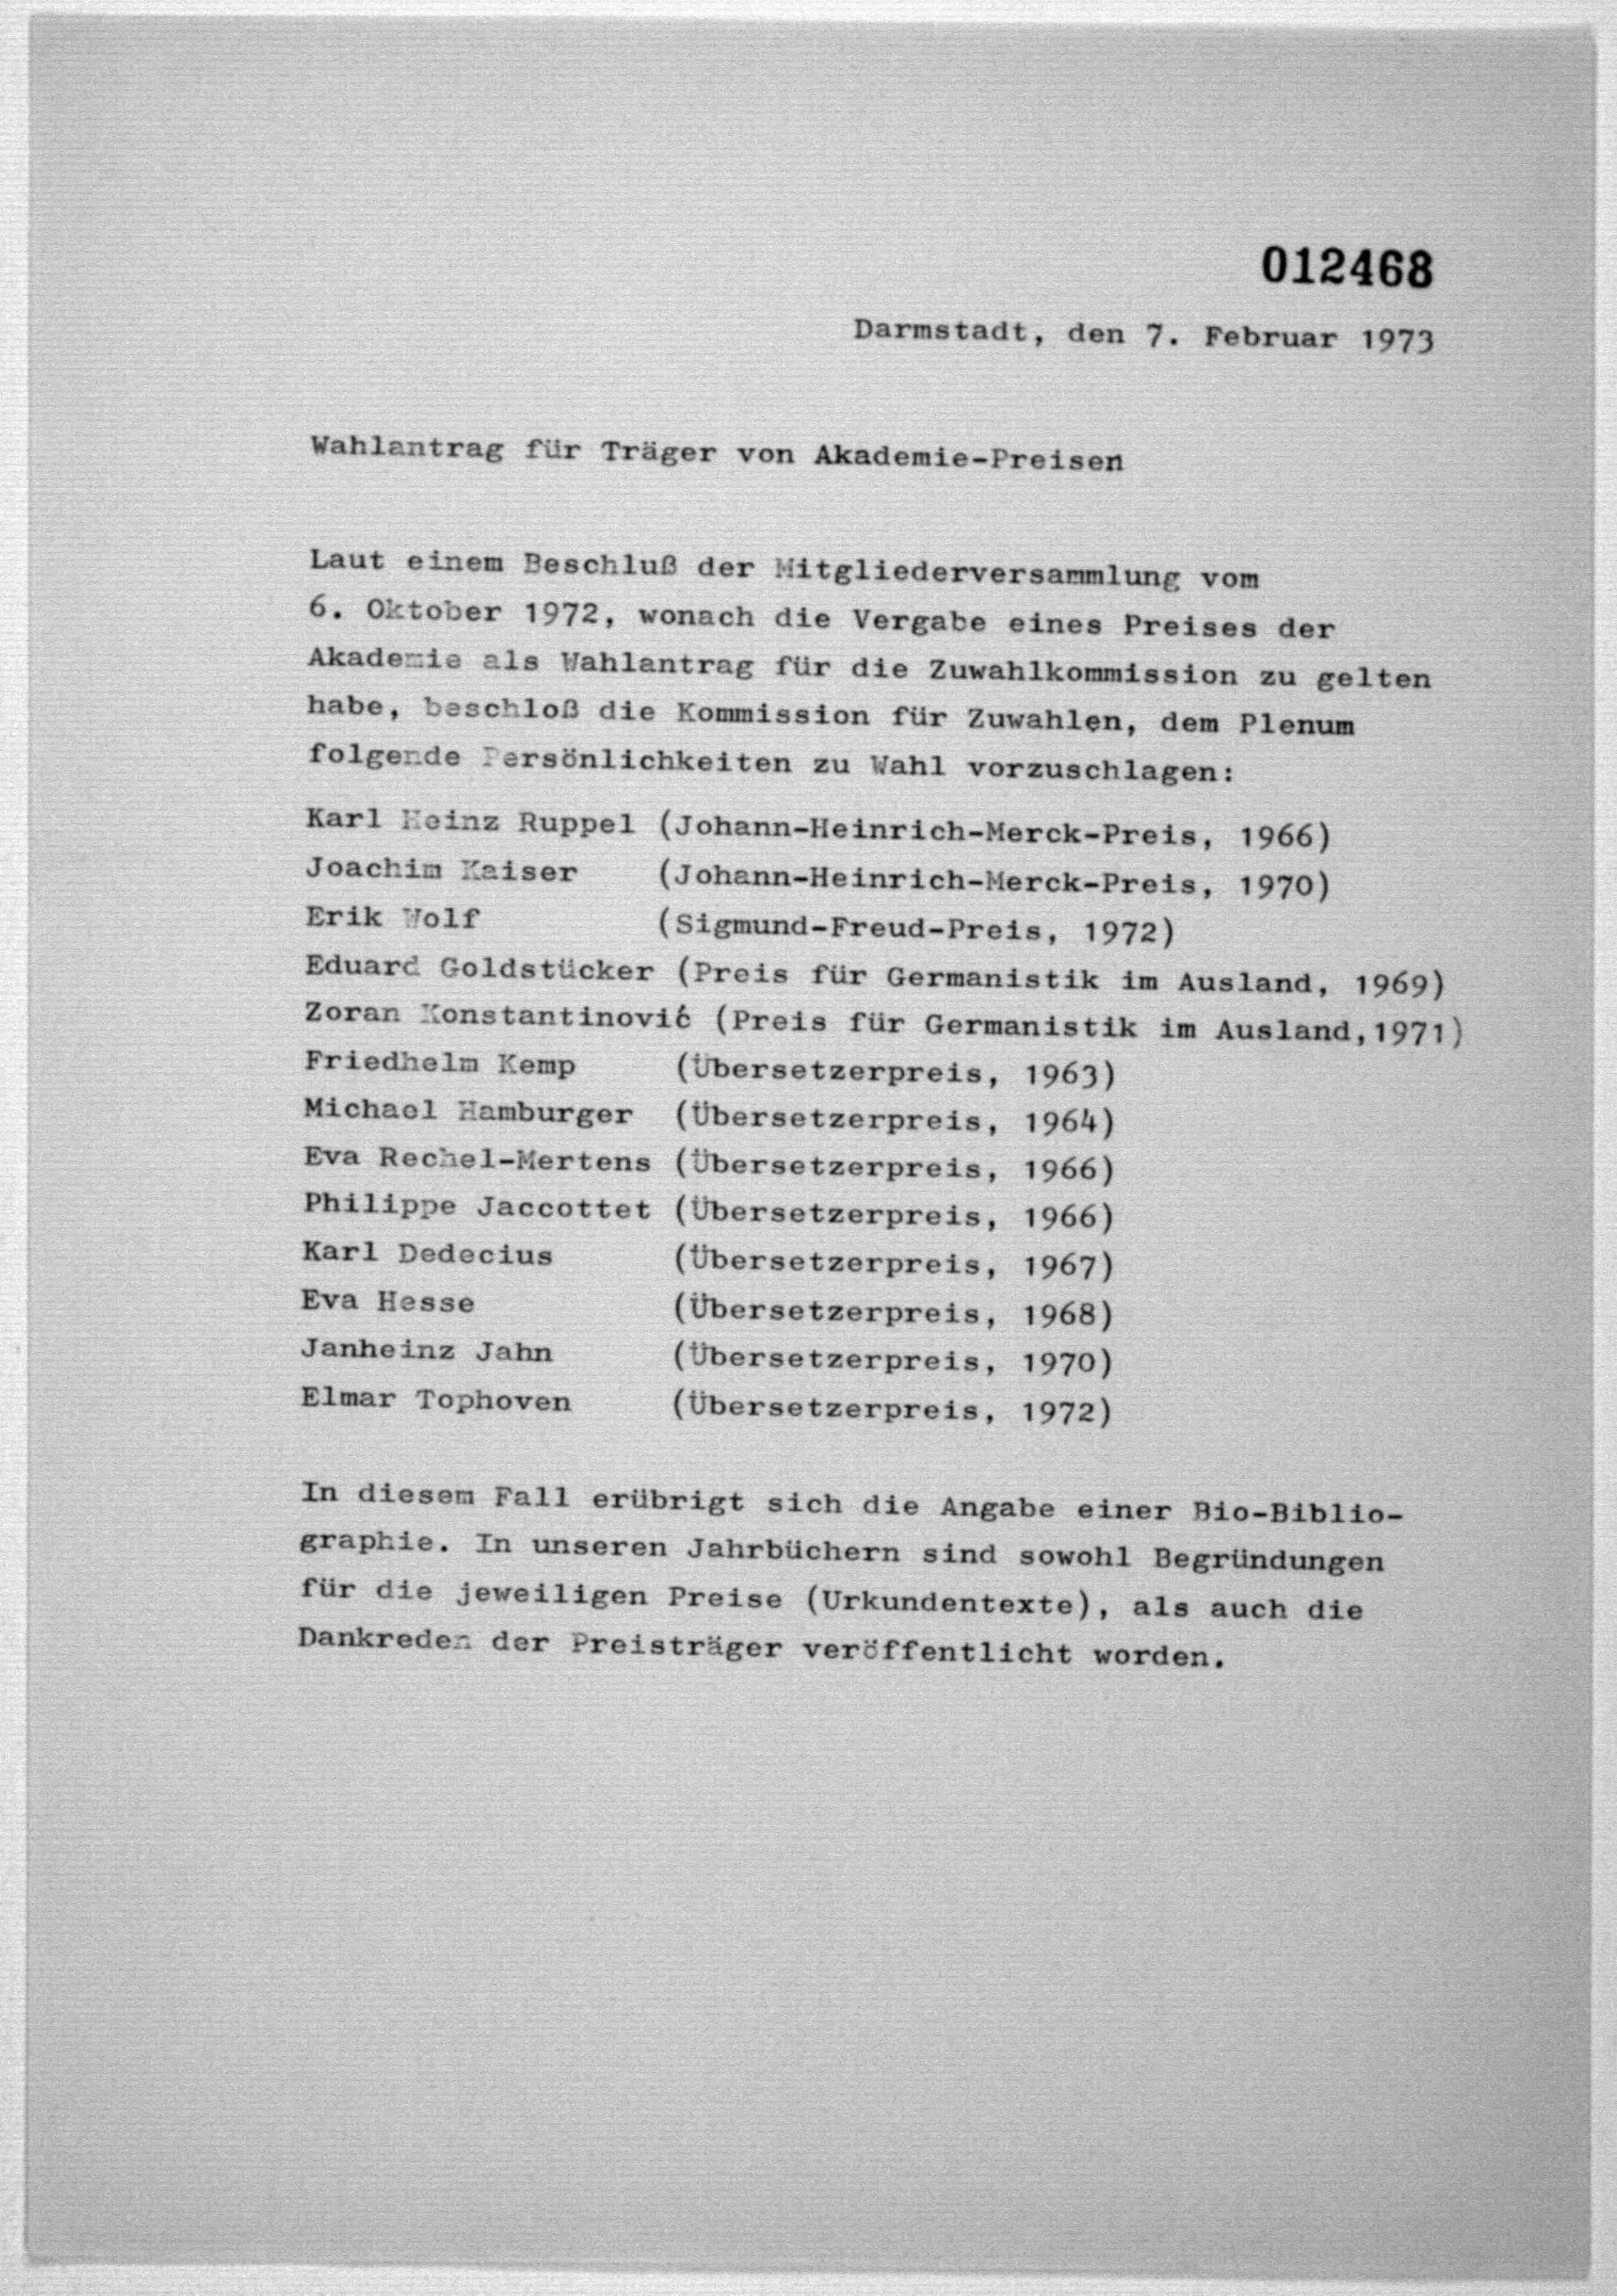 012468
Darmstadt, den 7. Februar 1973
Wahlantrag für Träger von Akademie-Preisen
Laut einem Beschluß der Mitgliederversammlung vom
6. Oktober 1972, wonach die Vergabe eines Preises der
Akademie als Wahlantrag für die Zuwahlkommission zu gelten
habe, beschloß die Kommission für Zuwahlen, dem Plenum
folgende Persönlichkeiten zu Wahl vorzuschlagen:
Karl Heinz Ruppel (Johann-Heinrich-Merck-Preis, 1966)
Joachim Kaiser (Johann-Heinrich-Merck-Preis, 1970)
Erik Wolf (Sigmund-Freud-Preis, 1972)
Eduard Goldstücker (Preis für Germanistik im Ausland, 1969)
Zoran Konstantinović (Preis für Germanistik im Ausland,1971)
Friedhelm Kemp (Übersetzerpreis, 1963)
Michael Hamburger (Übersetzerpreis, 1964)
Eva Rechel-Mertens (Übersetzerpreis, 1966)
Philippe Jaccottet (Übersetzerpreis, 1966)
Karl Dedecius (Übersetzerpreis, 1967)
Eva Hesse (Übersetzerpreis, 1968)
Janheinz Jahn (Übersetzerpreis, 1970)
Elmar Tophoven (Übersetzerpreis, 1972)
In diesem Fall erübrigt sich die Angabe einer Bio-Biblio-
graphie. In unseren Jahrbüchern sind sowohl Begründungen
für die jeweiligen Preise (Urkundentexte), als auch die
Dankreden der Preisträger veröffentlicht worden.